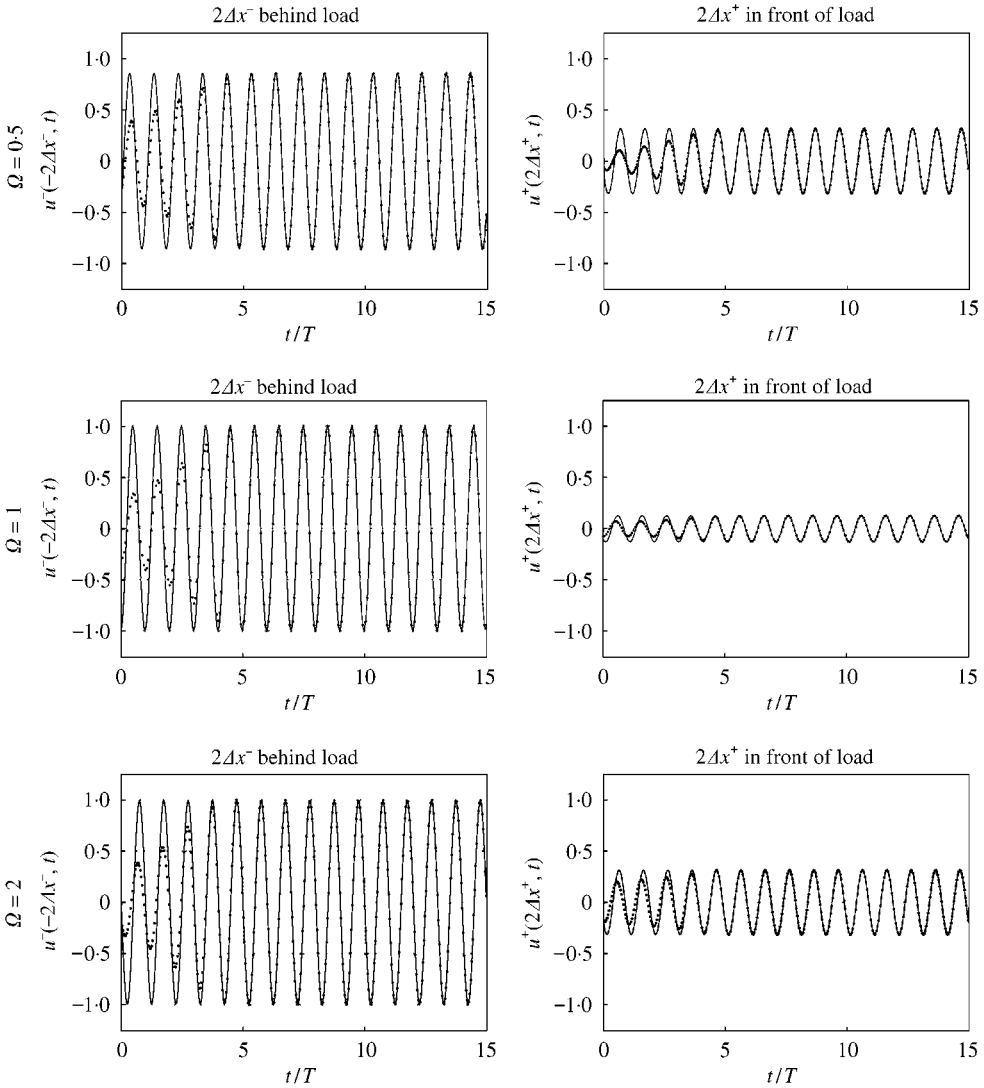 2Δx⁻ behind load
2Δx⁺ in front of load
Ω = 0·5
u⁻(−2Δx⁻, t)
1·0
0·5
0
−0·5
−1·0
0 5 10 15
t/T
u⁺(2Δx⁺, t)
1·0
0·5
0
−0·5
−1·0
0 5 10 15
t/T
2Δx⁻ behind load
2Δx⁺ in front of load
Ω = 1
u⁻(−2Δx⁻, t)
1·0
0·5
0
−0·5
−1·0
0 5 10 15
t/T
u⁺(2Δx⁺, t)
1·0
0·5
0
−0·5
−1·0
0 5 10 15
t/T
2Δx⁻ behind load
2Δx⁺ in front of load
Ω = 2
u⁻(−2Δx⁻, t)
1·0
0·5
0
−0·5
−1·0
0 5 10 15
t/T
u⁺(2Δx⁺, t)
1·0
0·5
0
−0·5
−1·0
0 5 10 15
t/T